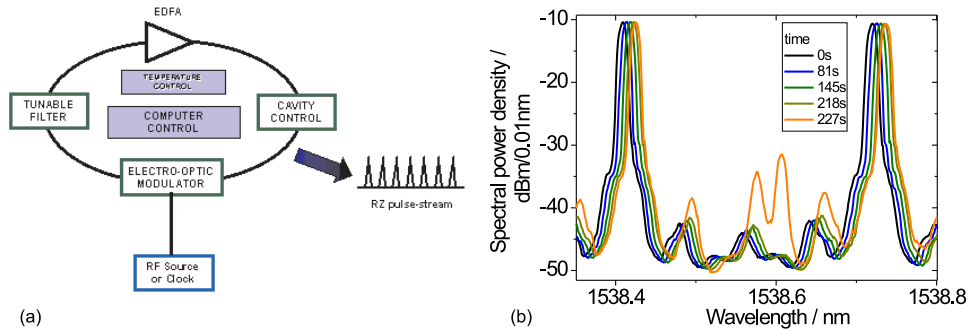 EDFA
TEMPERATURE
CONTROL
TUNABLE
FILTER
COMPUTER
CONTROL
CAVITY
CONTROL
ELECTRO-OPTIC
MODULATOR
RZ pulse-stream
RF Source
or Clock
(a)
Spectral power density /
dBm/0.01nm
-10
-20
-30
-40
-50
time
0s
81s
145s
218s
227s
1538.4
1538.6
1538.8
Wavelength / nm
(b)